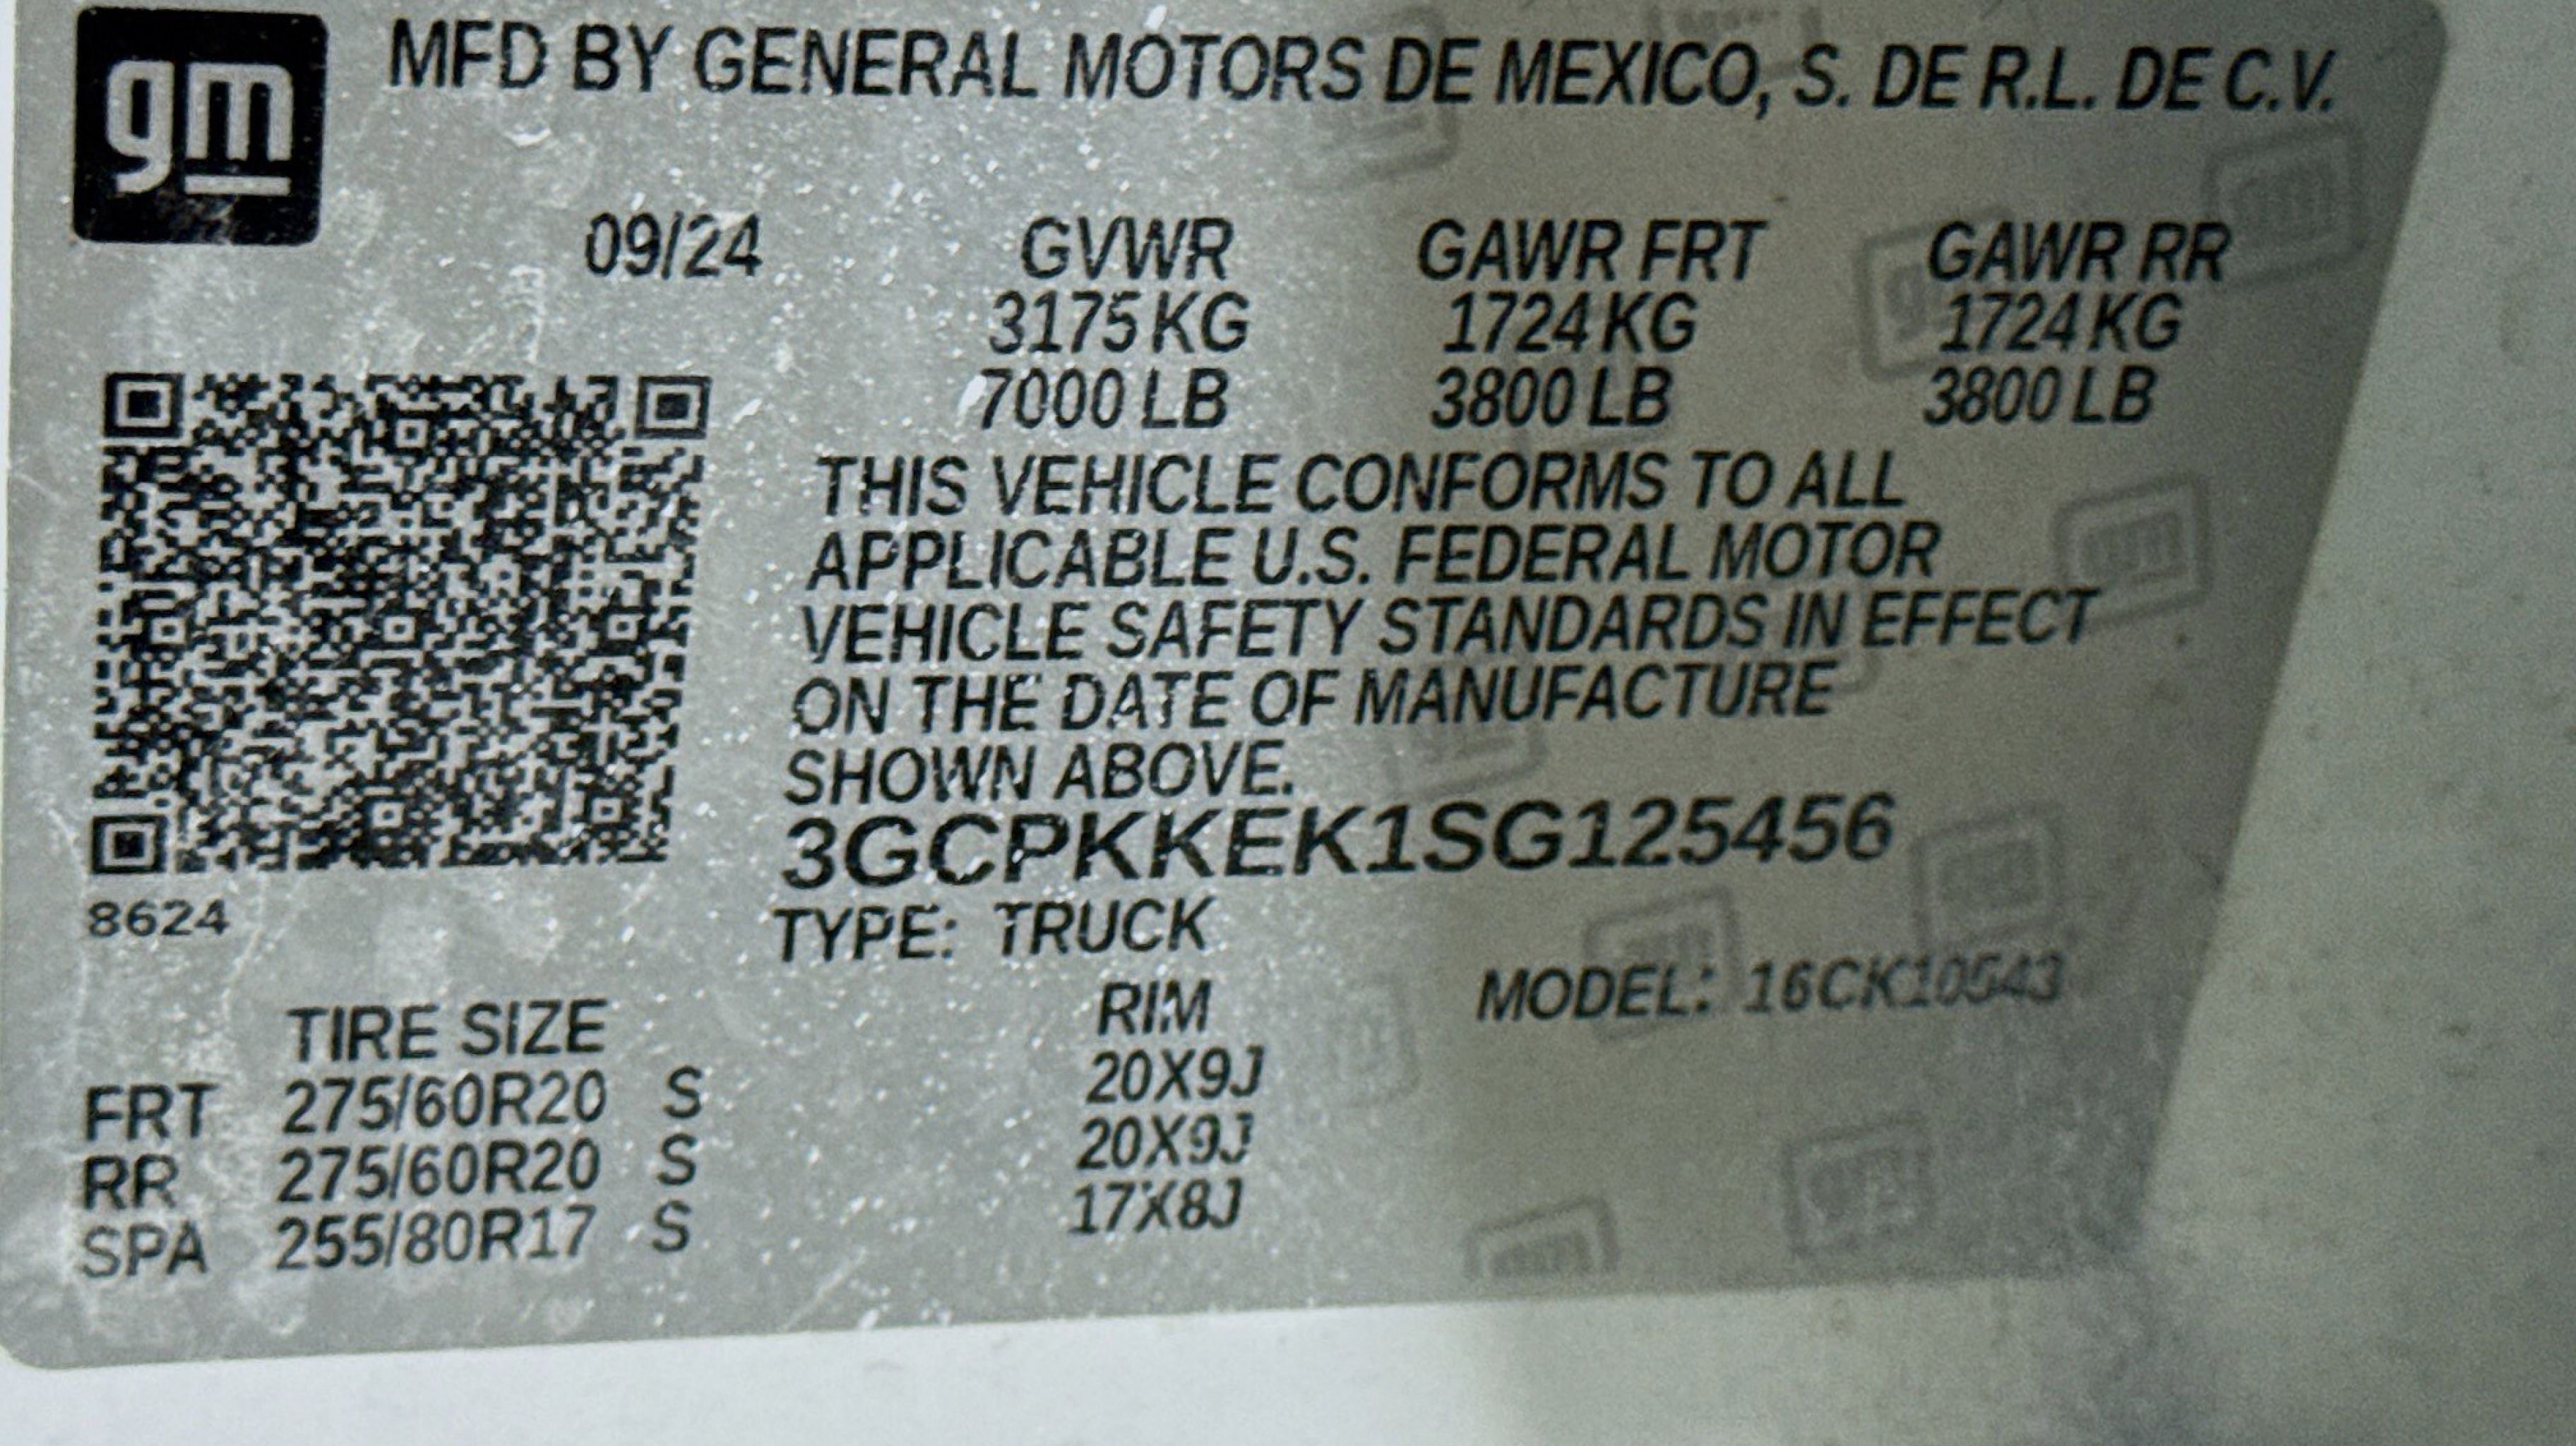 gm MFD BY GENERAL MOTORS DE MEXICO, S. DE R.L. DE C.V.
09/24 GVWR GAWR FRT GAWR RR
3175 KG 1724 KG 1724 KG
7000 LB 3800 LB 3800 LB
THIS VEHICLE CONFORMS TO ALL
APPLICABLE U.S. FEDERAL MOTOR
VEHICLE SAFETY STANDARDS IN EFFECT
ON THE DATE OF MANUFACTURE
SHOWN ABOVE.
3GCPKKEK1SG125456
8624
TYPE: TRUCK
MODEL: 16CK10543
TIRE SIZE RIM
FRT 275/60R20 S 20X9J
RR 275/60R20 S 20X9J
SPA 255/80R17 S 17X8J